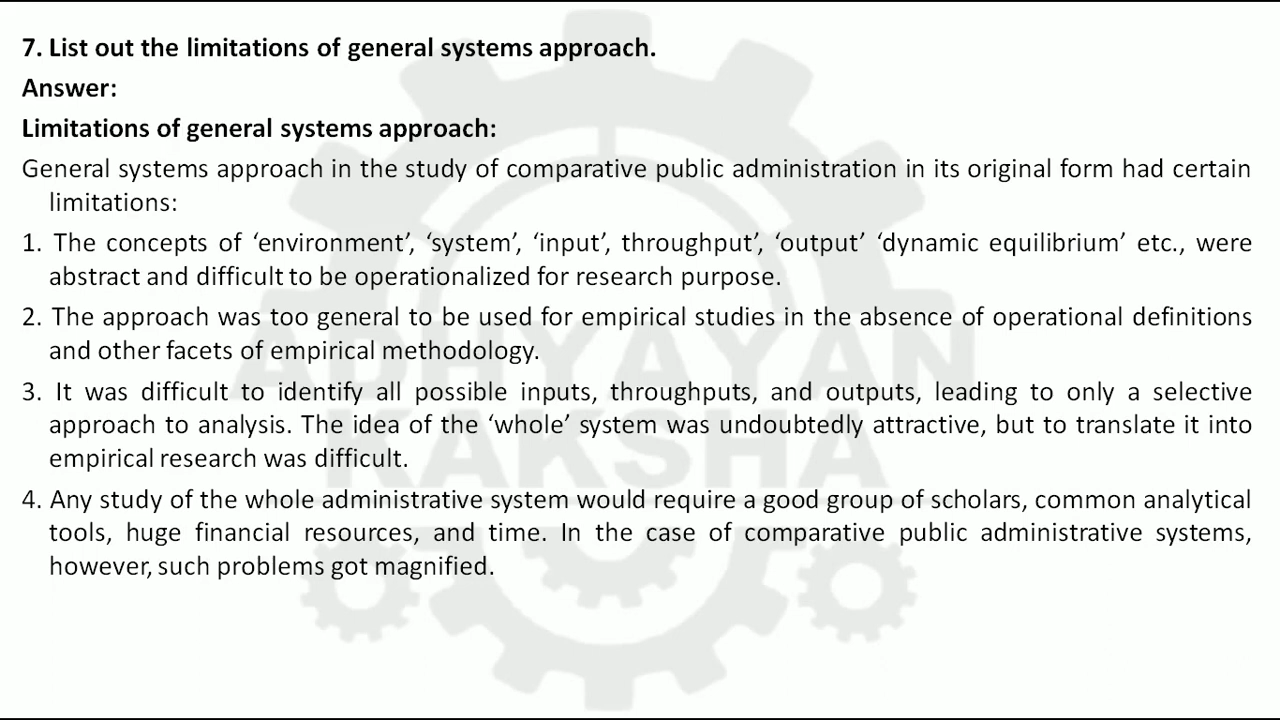 7. List out the limitations of general systems approach.
Answer:
Limitations of general systems approach:
General systems approach in the study of comparative public administration in its original form had certain
limitations:
1. The concepts of ‘environment’, ‘system’, ‘input’, throughput’, ‘output’ ‘dynamic equilibrium’ etc., were
abstract and difficult to be operationalized for research purpose.
2. The approach was too general to be used for empirical studies in the absence of operational definitions
and other facets of empirical methodology.
3. It was difficult to identify all possible inputs, throughputs, and outputs, leading to only a selective
approach to analysis. The idea of the ‘whole’ system was undoubtedly attractive, but to translate it into
empirical research was difficult.
4. Any study of the whole administrative system would require a good group of scholars, common analytical
tools, huge financial resources, and time. In the case of comparative public administrative systems,
however, such problems got magnified.
ADHYAYAN
KAKSHA